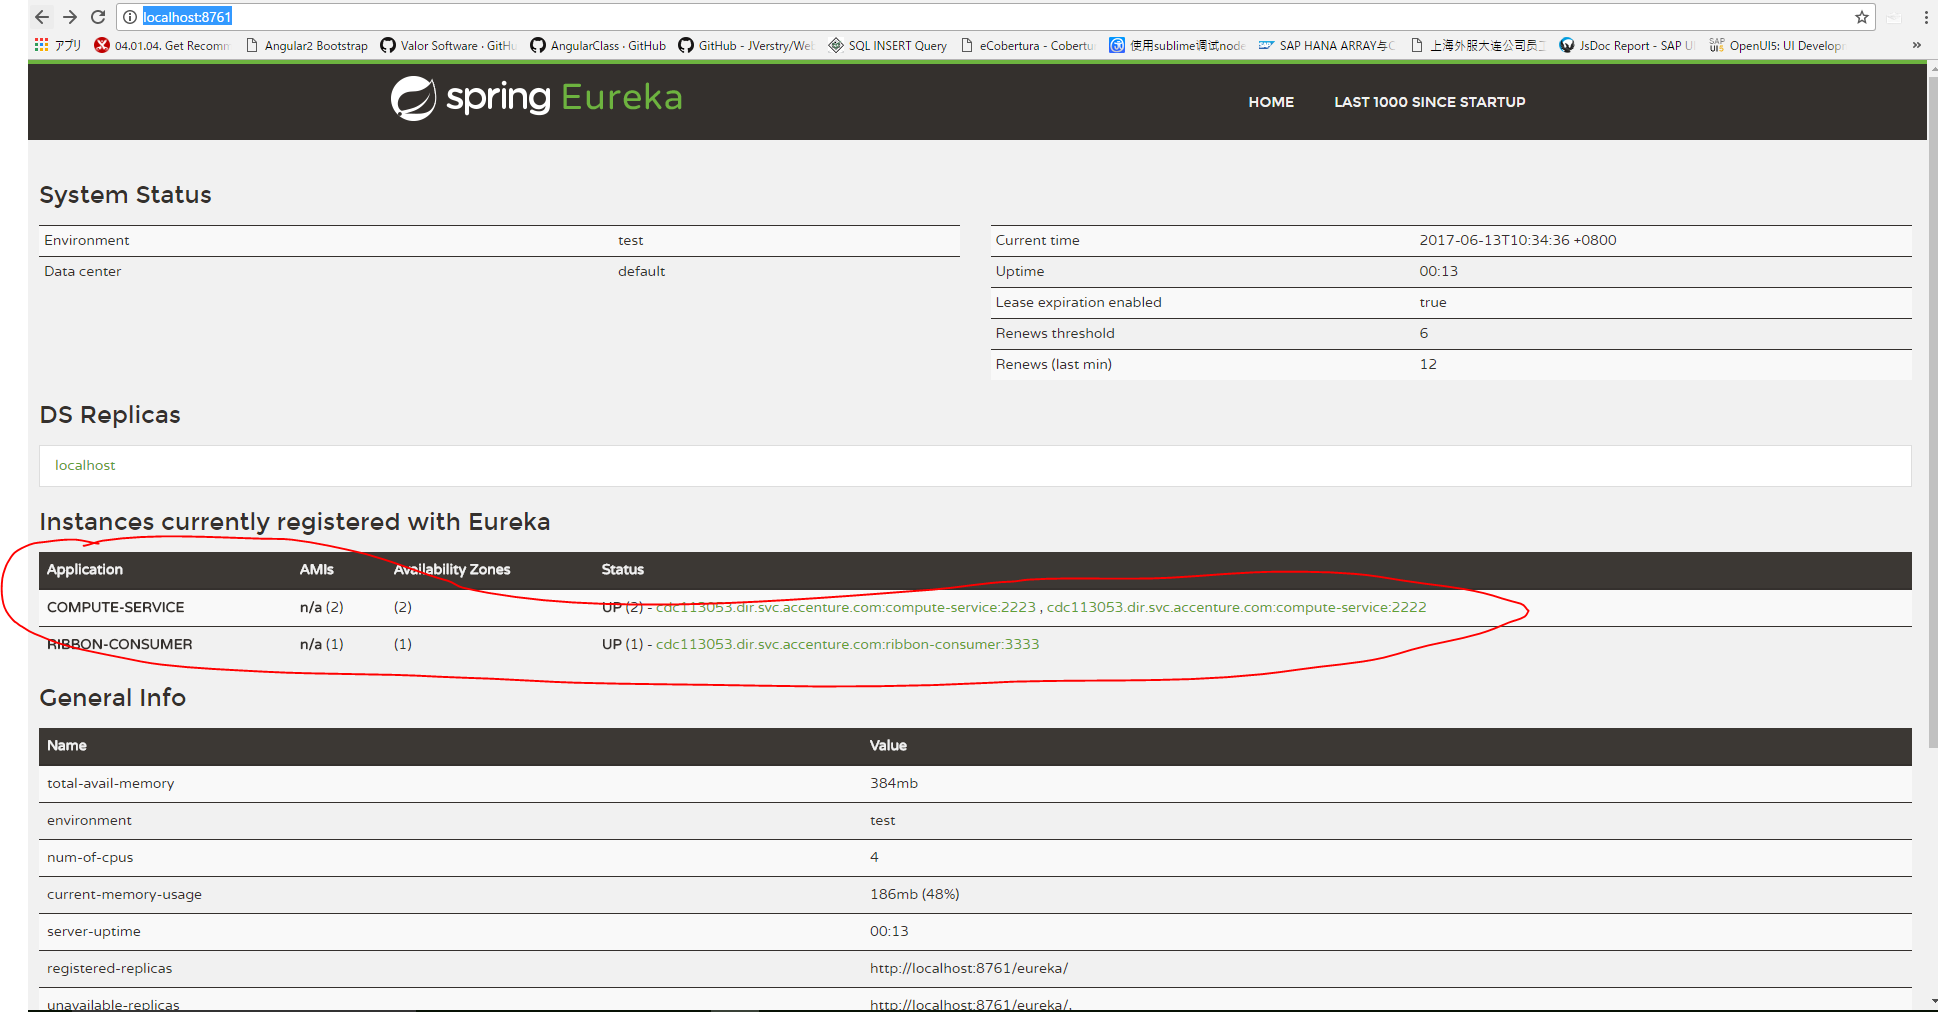 localhost:8761
アプリ 04.01.04. Get Recomm Angular2 Bootstrap Valor Software · GitHu AngularClass · GitHub GitHub - JVerstry/Web SQL INSERT Query eCobertura - Cobertu 使用sublime调试node SAP HANA ARRAY与C 上海外服大连公司员工 JsDoc Report - SAP UI OpenUI5: UI Developm »
spring Eureka HOME LAST 1000 SINCE STARTUP
System Status
Environment test Current time 2017-06-13T10:34:36 +0800
Data center default Uptime 00:13
Lease expiration enabled true
Renews threshold 6
Renews (last min) 12
DS Replicas
localhost
Instances currently registered with Eureka
Application AMIs Availability Zones Status
COMPUTE-SERVICE n/a (2) (2) UP (2) - cdc113053.dir.svc.accenture.com:compute-service:2223 , cdc113053.dir.svc.accenture.com:compute-service:2222
RIBBON-CONSUMER n/a (1) (1) UP (1) - cdc113053.dir.svc.accenture.com:ribbon-consumer:3333
General Info
Name Value
total-avail-memory 384mb
environment test
num-of-cpus 4
current-memory-usage 186mb (48%)
server-uptime 00:13
registered-replicas http://localhost:8761/eureka/
unavailable-replicas http://localhost:8761/eureka/,